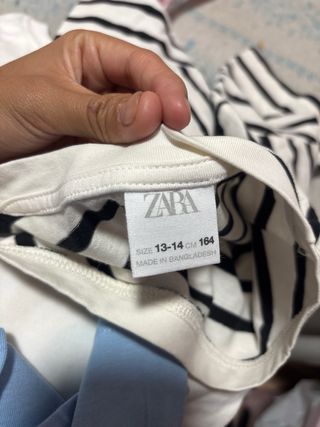 ZARA
SIZE 13-14 CM 164
MADE IN BANGLADESH